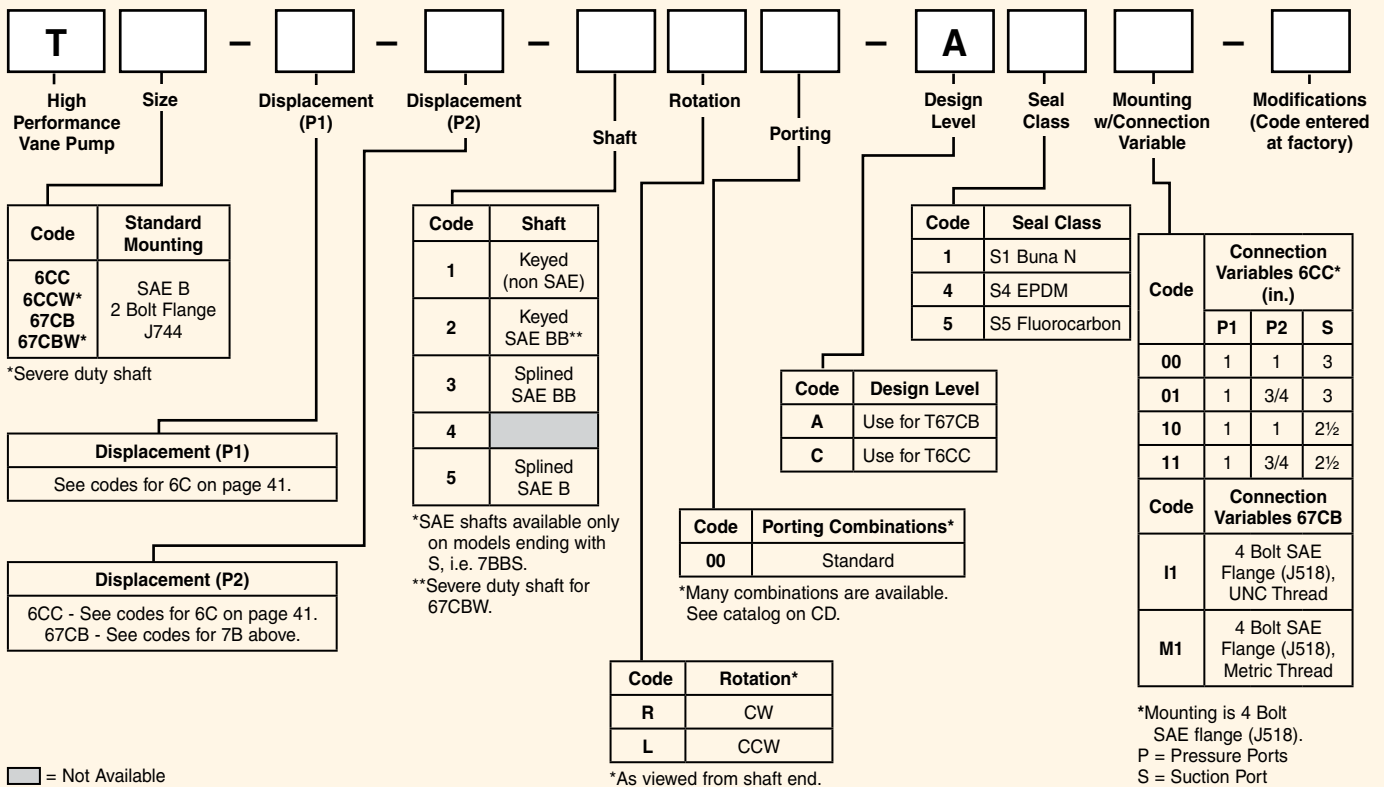 T – – – – A –
High Performance Vane Pump
Size
Displacement (P1)
Displacement (P2)
Shaft
Rotation
Porting
Design Level
Seal Class
Mounting w/Connection Variable
Modifications (Code entered at factory)
Code Standard Mounting
6CC
6CCW*
67CB
67CBW*
SAE B
2 Bolt Flange
J744
*Severe duty shaft
Displacement (P1)
See codes for 6C on page 41.
Displacement (P2)
6CC - See codes for 6C on page 41.
67CB - See codes for 7B above.
= Not Available
Code Shaft
1 Keyed (non SAE)
2 Keyed SAE BB**
3 Splined SAE BB
4
5 Splined SAE B
*SAE shafts available only
on models ending with
S, i.e. 7BBS.
**Severe duty shaft for
67CBW.
Code Rotation*
R CW
L CCW
*As viewed from shaft end.
Code Porting Combinations*
00 Standard
*Many combinations are available.
See catalog on CD.
Code Design Level
A Use for T67CB
C Use for T6CC
Code Seal Class
1 S1 Buna N
4 S4 EPDM
5 S5 Fluorocarbon
Code Connection Variables 6CC* (in.)
P1 P2 S
00 1 1 3
01 1 3/4 3
10 1 1 2½
11 1 3/4 2½
Code Connection Variables 67CB
I1 4 Bolt SAE Flange (J518), UNC Thread
M1 4 Bolt SAE Flange (J518), Metric Thread
*Mounting is 4 Bolt
SAE flange (J518).
P = Pressure Ports
S = Suction Port